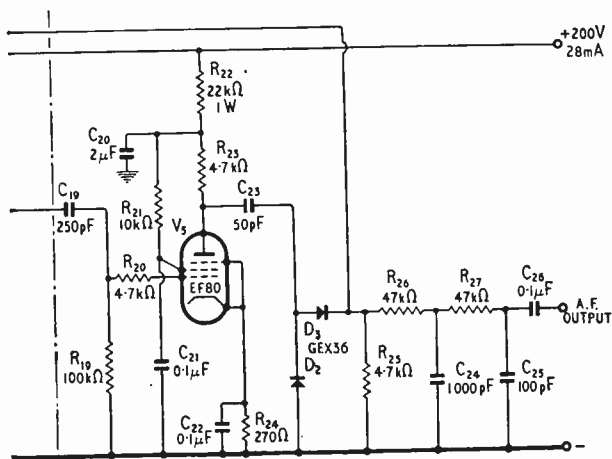 +200V
28mA
R22
22kΩ
1W
C20
2µF
R23
4·7kΩ
C19
250pF
R21
10kΩ
C23
50pF
V5
EF80
R20
4·7kΩ
R26
47kΩ
R27
47kΩ
C26
0·1µF
A.F.
OUTPUT
D3
GEX36
D2
R19
100kΩ
C21
0·1µF
R25
4·7kΩ
C24
1000pF
C25
100pF
C22
0·1µF
R24
270Ω
−